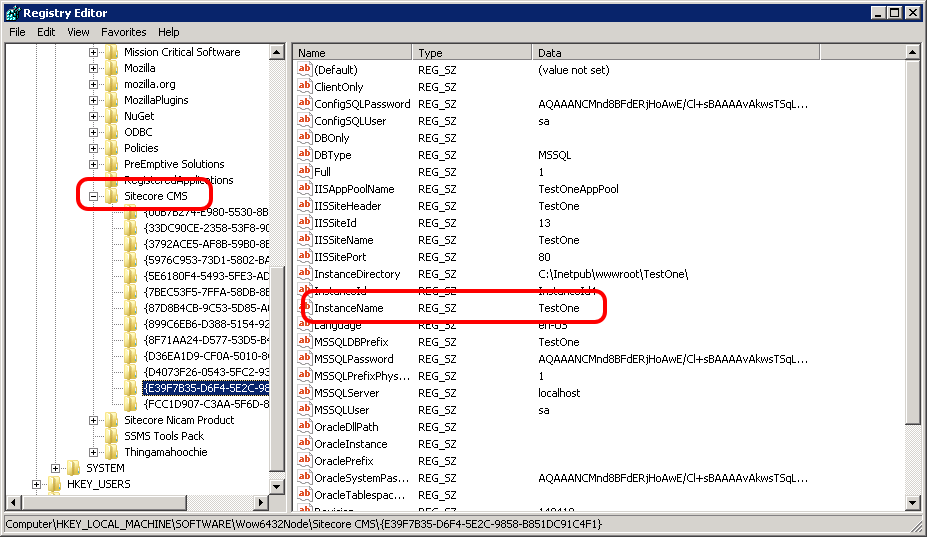 Registry Editor
File Edit View Favorites Help
Mission Critical Software
Mozilla
mozilla.org
MozillaPlugins
NuGet
ODBC
Policies
PreEmptive Solutions
RegisteredApplications
Sitecore CMS
{00B7B274-E980-5530-8B
{33DC90CE-2358-53F8-90
{3792ACE5-AF8B-59B0-8E
{5976C953-73D1-5802-BA
{5E6180F4-5493-5FE3-AD
{7BEC53F5-7FFA-58DB-8E
{87D8B4CB-9C53-5D85-A0
{899C6EB6-D388-5154-92
{8F71AA24-D577-53D5-B4
{D36EA1D9-CF0A-5010-80
{D4073F26-0543-5FC2-93
{E39F7B35-D6F4-5E2C-98
{FCC1D907-C3AA-5F6D-8
Sitecore Nicam Product
SSMS Tools Pack
Thingamahoochie
SYSTEM
HKEY_USERS
Name Type Data
(Default) REG_SZ (value not set)
ClientOnly REG_SZ
ConfigSQLPassword REG_SZ AQAAANCMnd8BFdERjHoAwE/Cl+sBAAAAvAkwsTSqL...
ConfigSQLUser REG_SZ sa
DBOnly REG_SZ
DBType REG_SZ MSSQL
Full REG_SZ 1
IISAppPoolName REG_SZ TestOneAppPool
IISSiteHeader REG_SZ TestOne
IISSiteId REG_SZ 13
IISSiteName REG_SZ TestOne
IISSitePort REG_SZ 80
InstanceDirectory REG_SZ C:\Inetpub\wwwroot\TestOne\
InstanceId REG_SZ InstanceId1
InstanceName REG_SZ TestOne
Language REG_SZ en-US
MSSQLDBPrefix REG_SZ TestOne
MSSQLPassword REG_SZ AQAAANCMnd8BFdERjHoAwE/Cl+sBAAAAvAkwsTSqL...
MSSQLPrefixPhys... REG_SZ 1
MSSQLServer REG_SZ localhost
MSSQLUser REG_SZ sa
OracleDllPath REG_SZ
OracleInstance REG_SZ
OraclePrefix REG_SZ
OracleSystemPas... REG_SZ AQAAANCMnd8BFdERjHoAwE/Cl+sBAAAAvAkwsTSqL...
OracleTablespac... REG_SZ
Computer\HKEY_LOCAL_MACHINE\SOFTWARE\Wow6432Node\Sitecore CMS\{E39F7B35-D6F4-5E2C-9858-B851DC91C4F1}